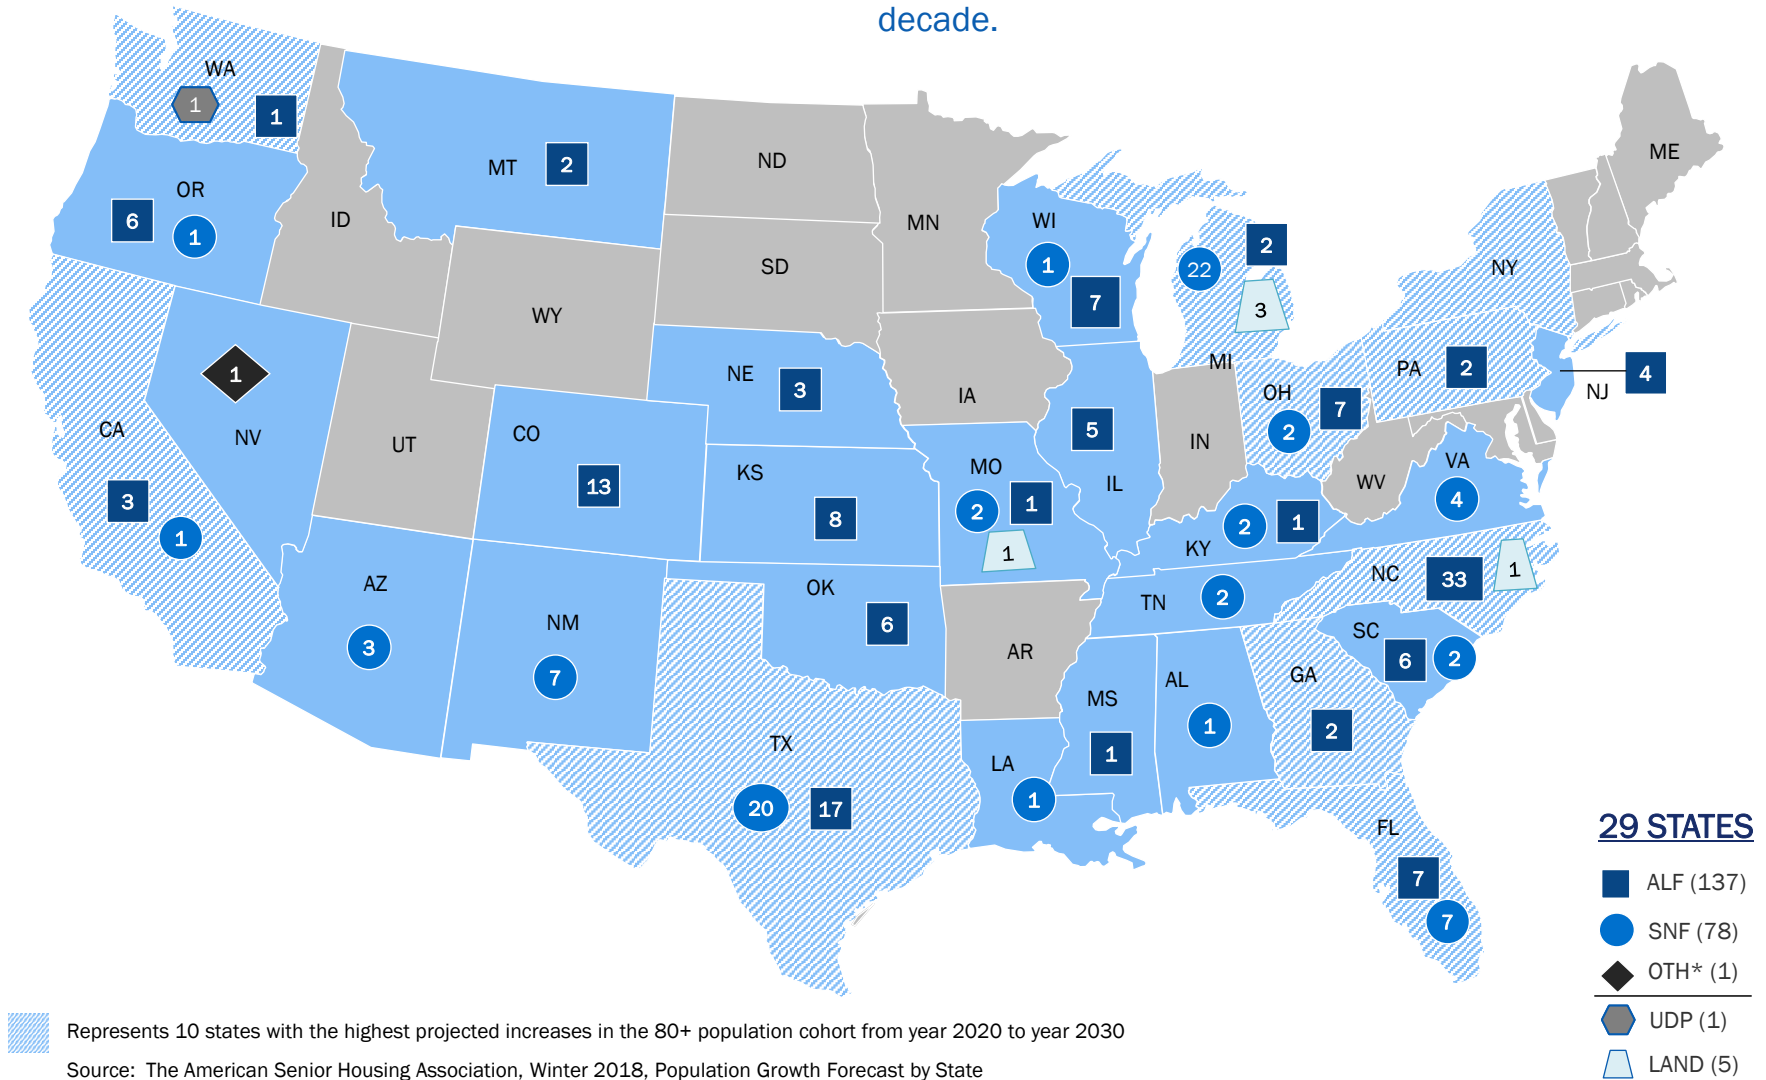 decade.
WA
1
1
MT
2
ND
ME
OR
6
1
ID
MN
WI
1
7
2
22
3
MI
NY
SD
WY
NE
3
IA
PA
2
4
NJ
1
NV
CA
3
1
UT
CO
13
KS
8
MO
2
1
1
5
IL
IN
OH
7
2
WV
VA
4
KY
2
1
AZ
3
NM
7
OK
6
AR
TN
2
NC
33
1
SC
6
2
GA
2
AL
1
MS
1
LA
1
TX
20
17
FL
7
7
29 STATES
ALF (137)
SNF (78)
OTH* (1)
UDP (1)
LAND (5)
Represents 10 states with the highest projected increases in the 80+ population cohort from year 2020 to year 2030
Source: The American Senior Housing Association, Winter 2018, Population Growth Forecast by State